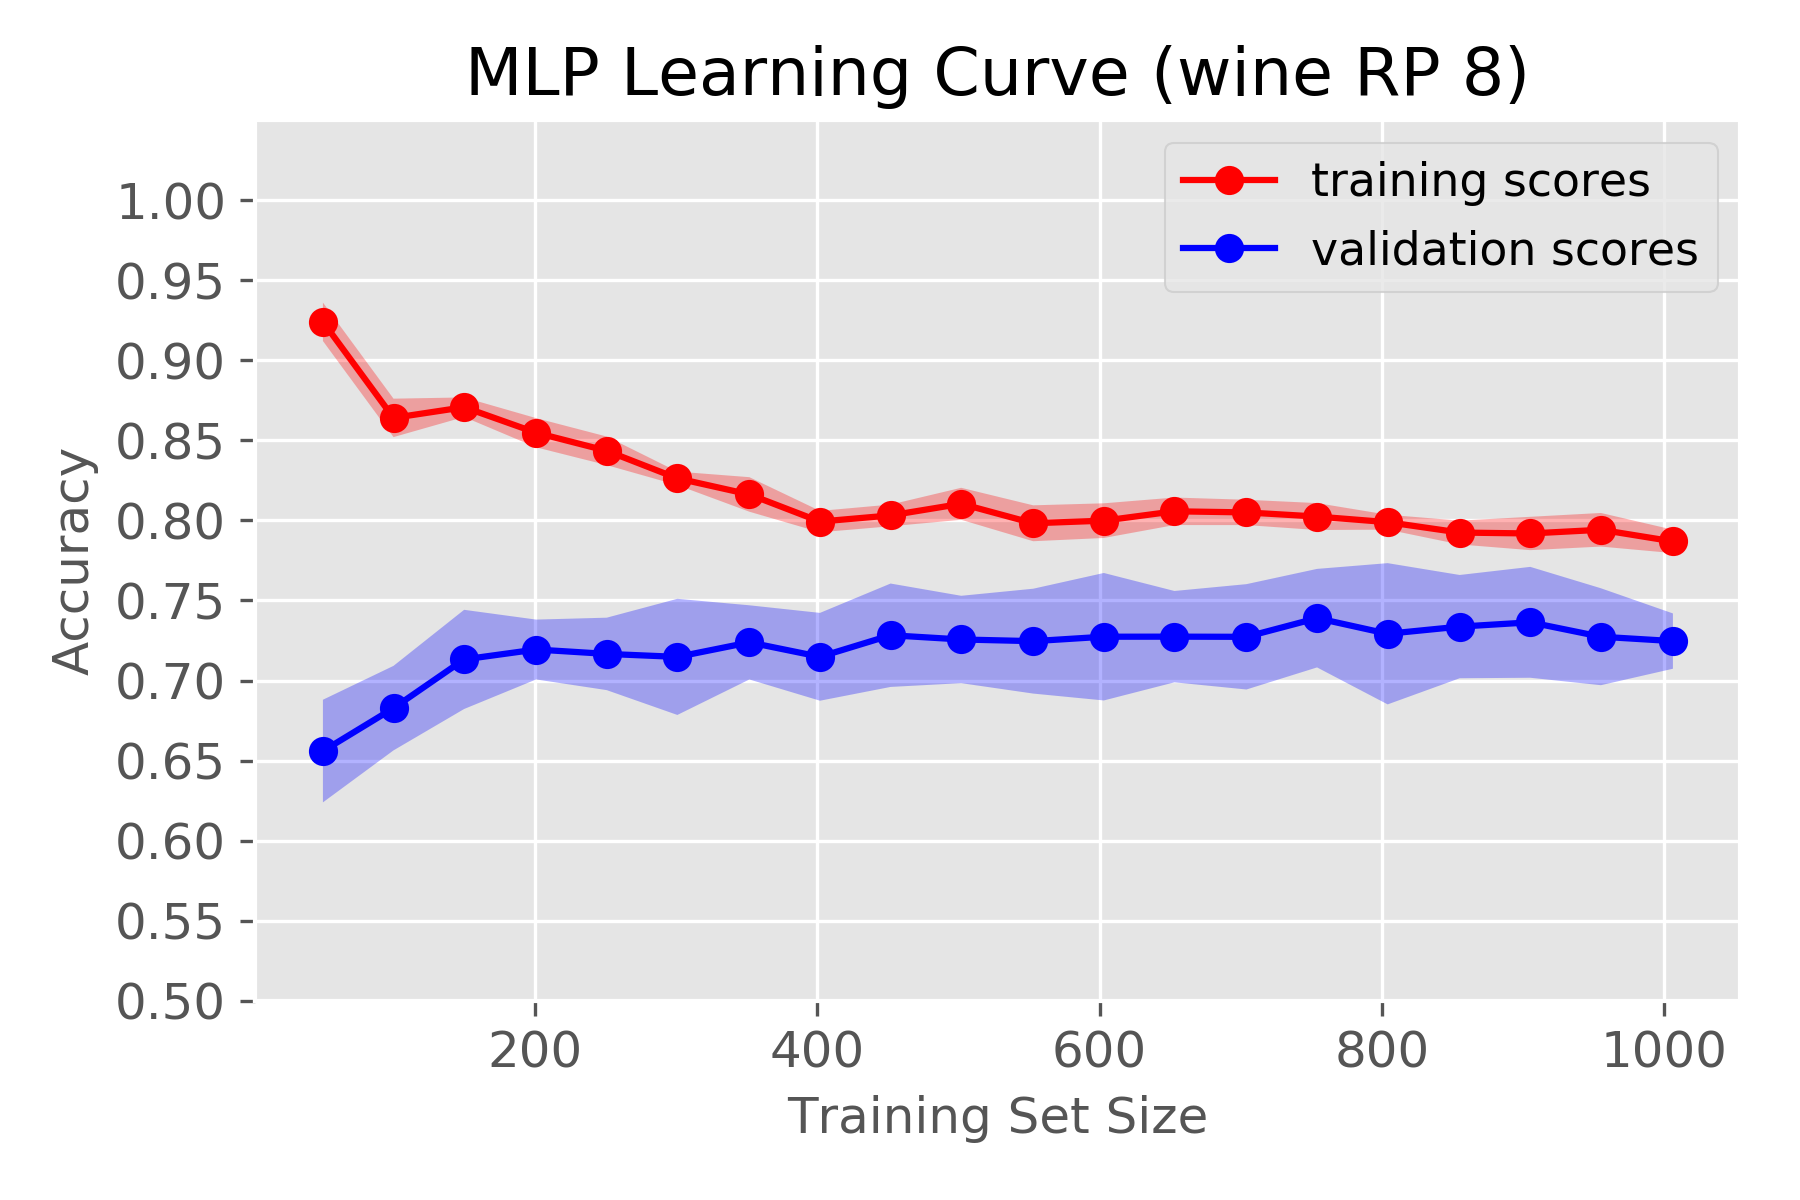 MLP Learning Curve (wine RP 8)
training scores
validation scores
1.00
0.95
0.90
0.85
0.80
0.75
0.70
0.65
0.60
0.55
0.50
Accuracy
200 400 600 800 1000
Training Set Size